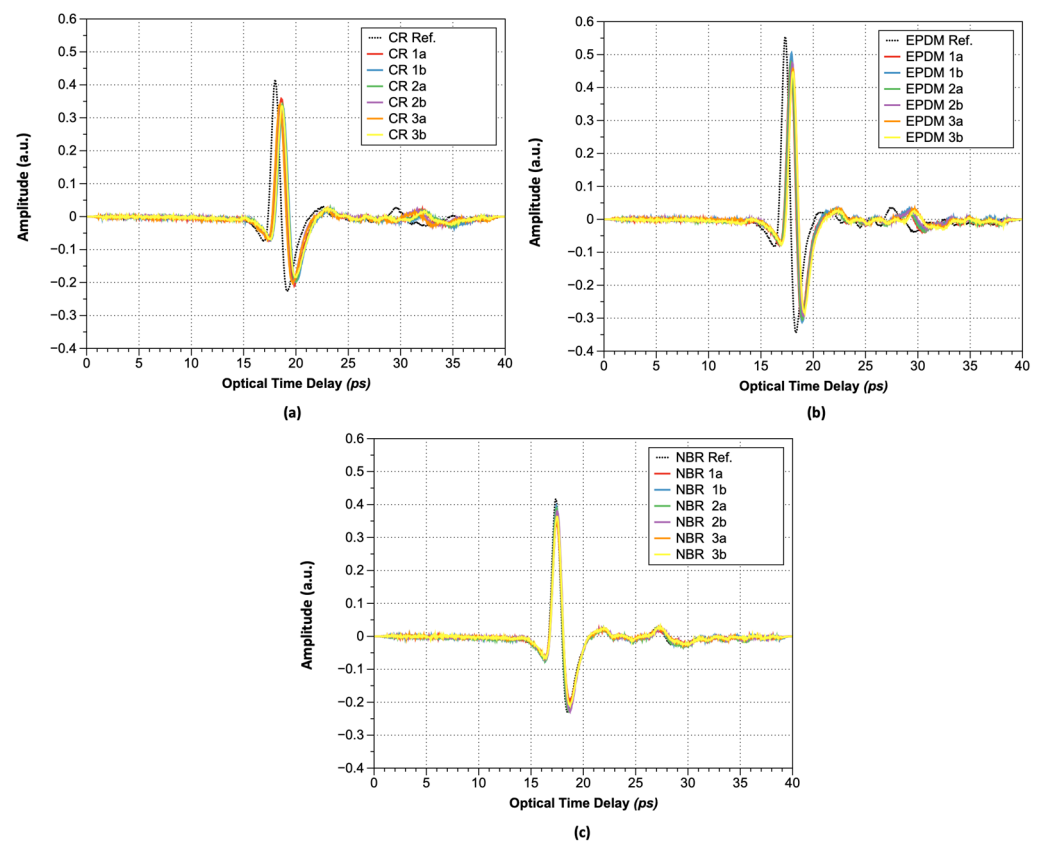 0.6
0.5
0.4
0.3
0.2
0.1
0
−0.1
−0.2
−0.3
−0.4
Amplitude (a.u.)
0 5 10 15 20 25 30 35 40
Optical Time Delay (ps)
CR Ref.
CR 1a
CR 1b
CR 2a
CR 2b
CR 3a
CR 3b
(a)
0.6
0.5
0.4
0.3
0.2
0.1
0
−0.1
−0.2
−0.3
−0.4
Amplitude (a.u.)
0 5 10 15 20 25 30 35 40
Optical Time Delay (ps)
EPDM Ref.
EPDM 1a
EPDM 1b
EPDM 2a
EPDM 2b
EPDM 3a
EPDM 3b
(b)
0.6
0.5
0.4
0.3
0.2
0.1
0
−0.1
−0.2
−0.3
−0.4
Amplitude (a.u.)
0 5 10 15 20 25 30 35 40
Optical Time Delay (ps)
NBR Ref.
NBR 1a
NBR 1b
NBR 2a
NBR 2b
NBR 3a
NBR 3b
(c)